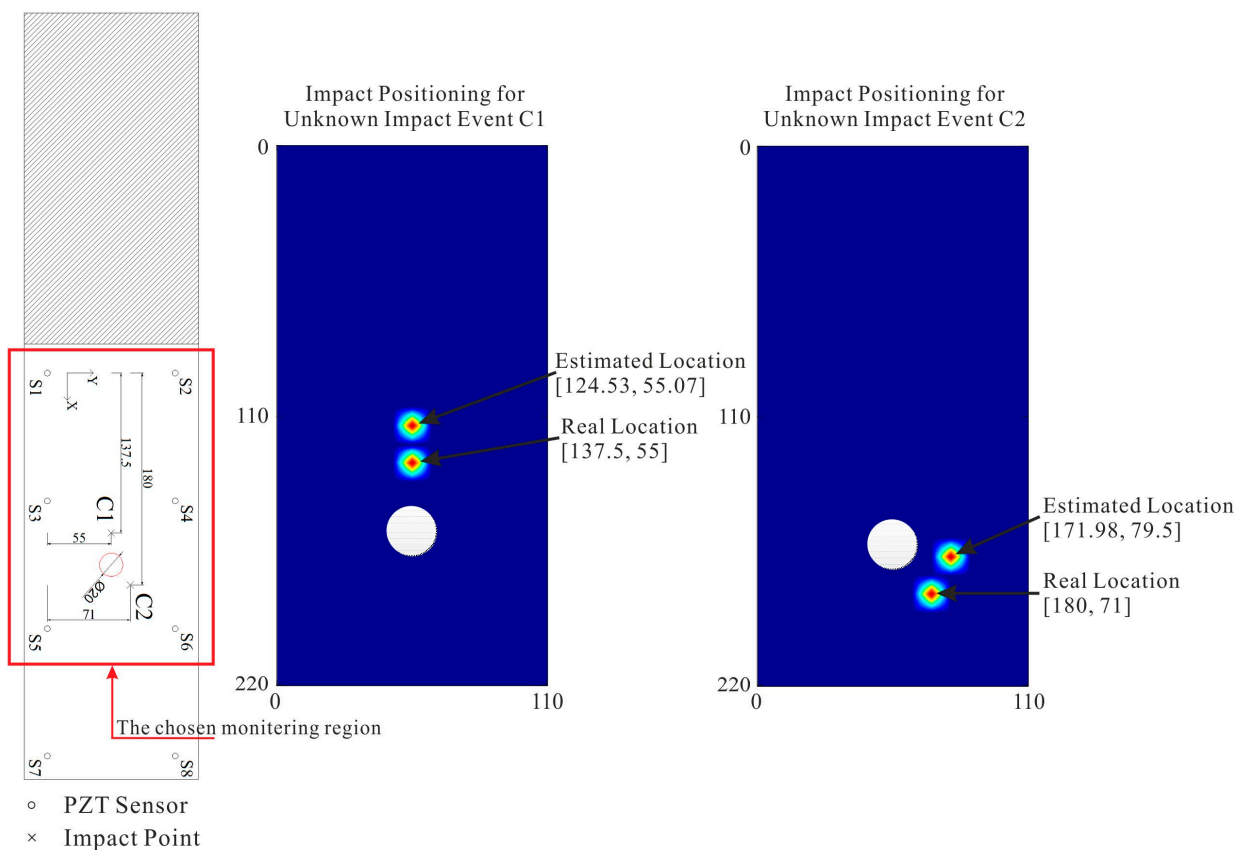 S1
S2
Y
X
137.5
180
S3
C1
S4
55
Ø20
C2
71
S5
S6
The chosen monitering region
S7
S8
PZT Sensor
Impact Point
Impact Positioning for
Unknown Impact Event C1
0
110
220
0
110
Estimated Location
[124.53, 55.07]
Real Location
[137.5, 55]
Impact Positioning for
Unknown Impact Event C2
0
110
220
0
110
Estimated Location
[171.98, 79.5]
Real Location
[180, 71]